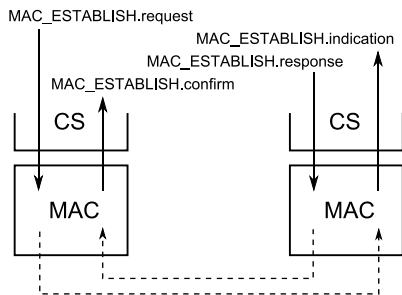 MAC_ESTABLISH.request
MAC_ESTABLISH.indication
MAC_ESTABLISH.response
MAC_ESTABLISH.confirm
CS
CS
MAC
MAC